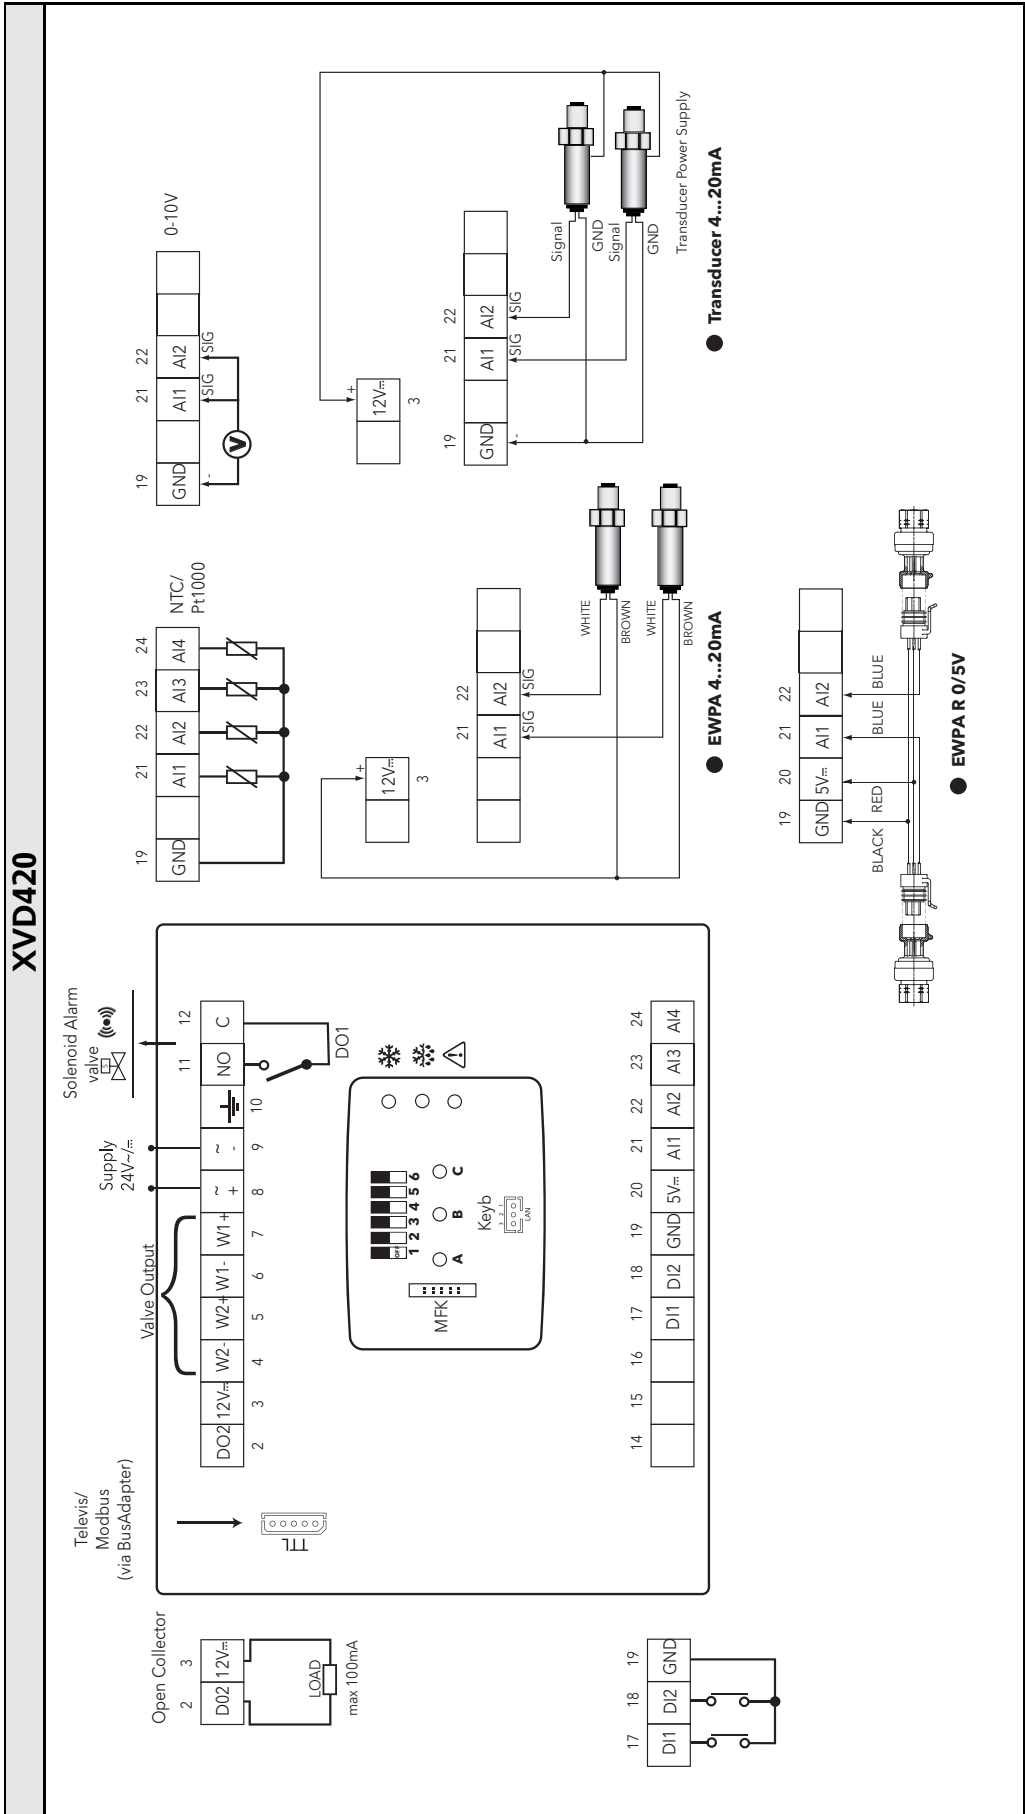 XVD420
Open Collector
2 3
D02 12V⎓
LOAD
max 100mA
17 18 19
DI1 DI2 GND
Televis/
Modbus
(via BusAdapter)
TTL
Valve Output
Supply
24V~/⎓
Solenoid Alarm
valve
S
DO2 12V⎓ W2- W2+ W1- W1+ ~ + ~ - NO C
2 3 4 5 6 7 8 9 10 11 12
DO1
OFF
1 2 3 4 5 6
A B C
MFK
Keyb
3 2 1
LAN
14 15 16 17 18 19 20 21 22 23 24
DI1 DI2 GND 5V⎓ AI1 AI2 AI3 AI4
NTC/
Pt1000
19 21 22 23 24
GND AI1 AI2 AI3 AI4
0-10V
19 21 22
GND AI1 AI2
- SIG SIG
V
+
12V⎓
3
21 22
AI1 AI2
SIG SIG
WHITE
BROWN
WHITE
BROWN
● EWPA 4...20mA
+
12V⎓
3
19 21 22
GND AI1 AI2
- SIG SIG
Signal
GND
Signal
GND
Transducer Power Supply
● Transducer 4...20mA
19 20 21 22
GND 5V⎓ AI1 AI2
BLACK RED BLUE BLUE
● EWPA R 0/5V